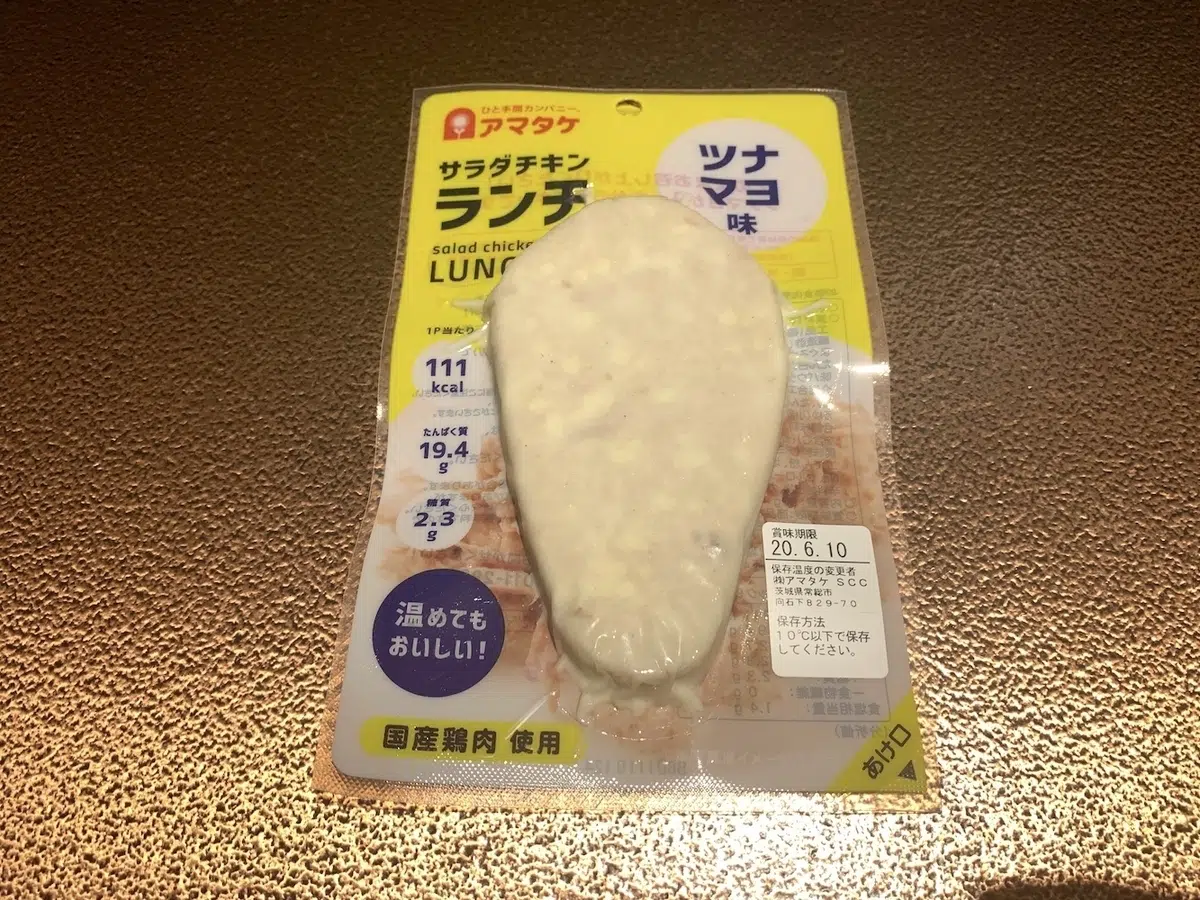 ひと手間カンパニー。
アマタケ
サラダチキン
ランチ
salad chicke
LUNC
ツナ
マヨ
味
1P当たり
111
kcal
たんぱく質
19.4
g
糖質
2.3
g
温めても
おいしい!
国産鶏肉 使用
賞味期限
20.6.10
保存温度の変更者
㈱アマタケ SCC
茨城県常総市
向石下829-70
保存方法
10℃以下で保存
してください。
あけ口